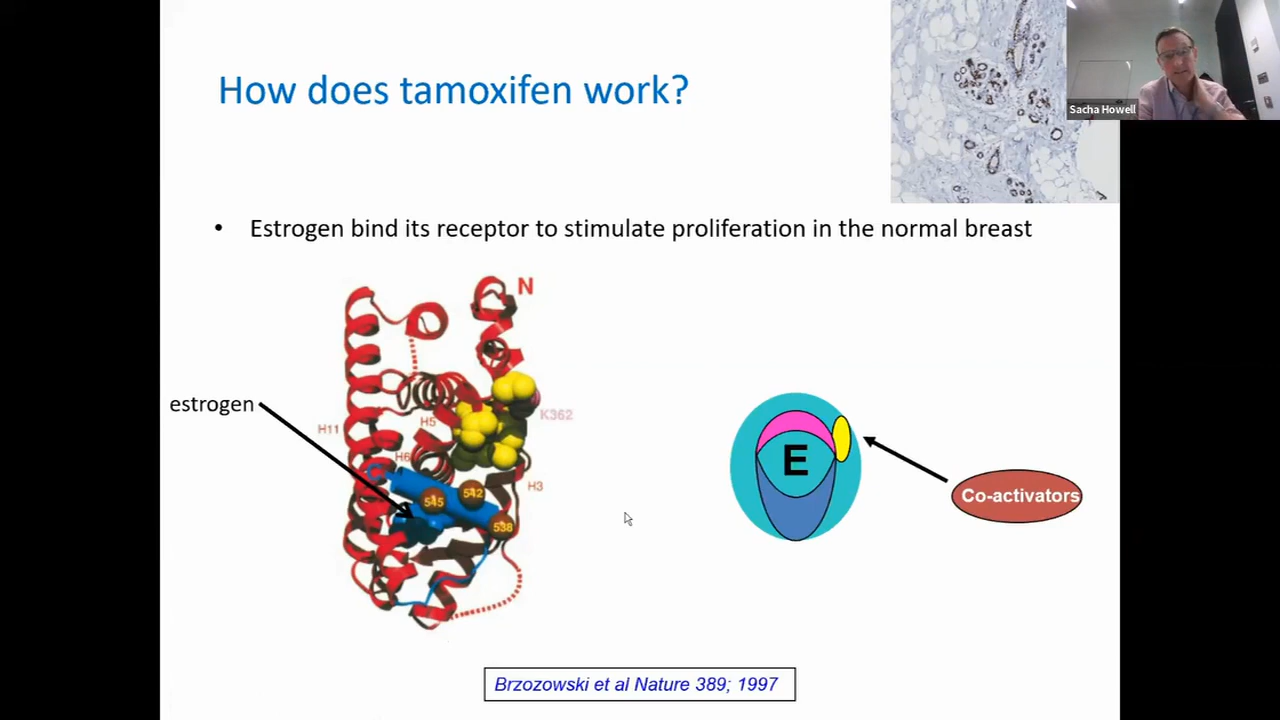 How does tamoxifen work?
Sacha Howell
• Estrogen bind its receptor to stimulate proliferation in the normal breast
N
estrogen
K362
H11
H5
H6
E
H3
545
542
538
Co-activators
Brzozowski et al Nature 389; 1997